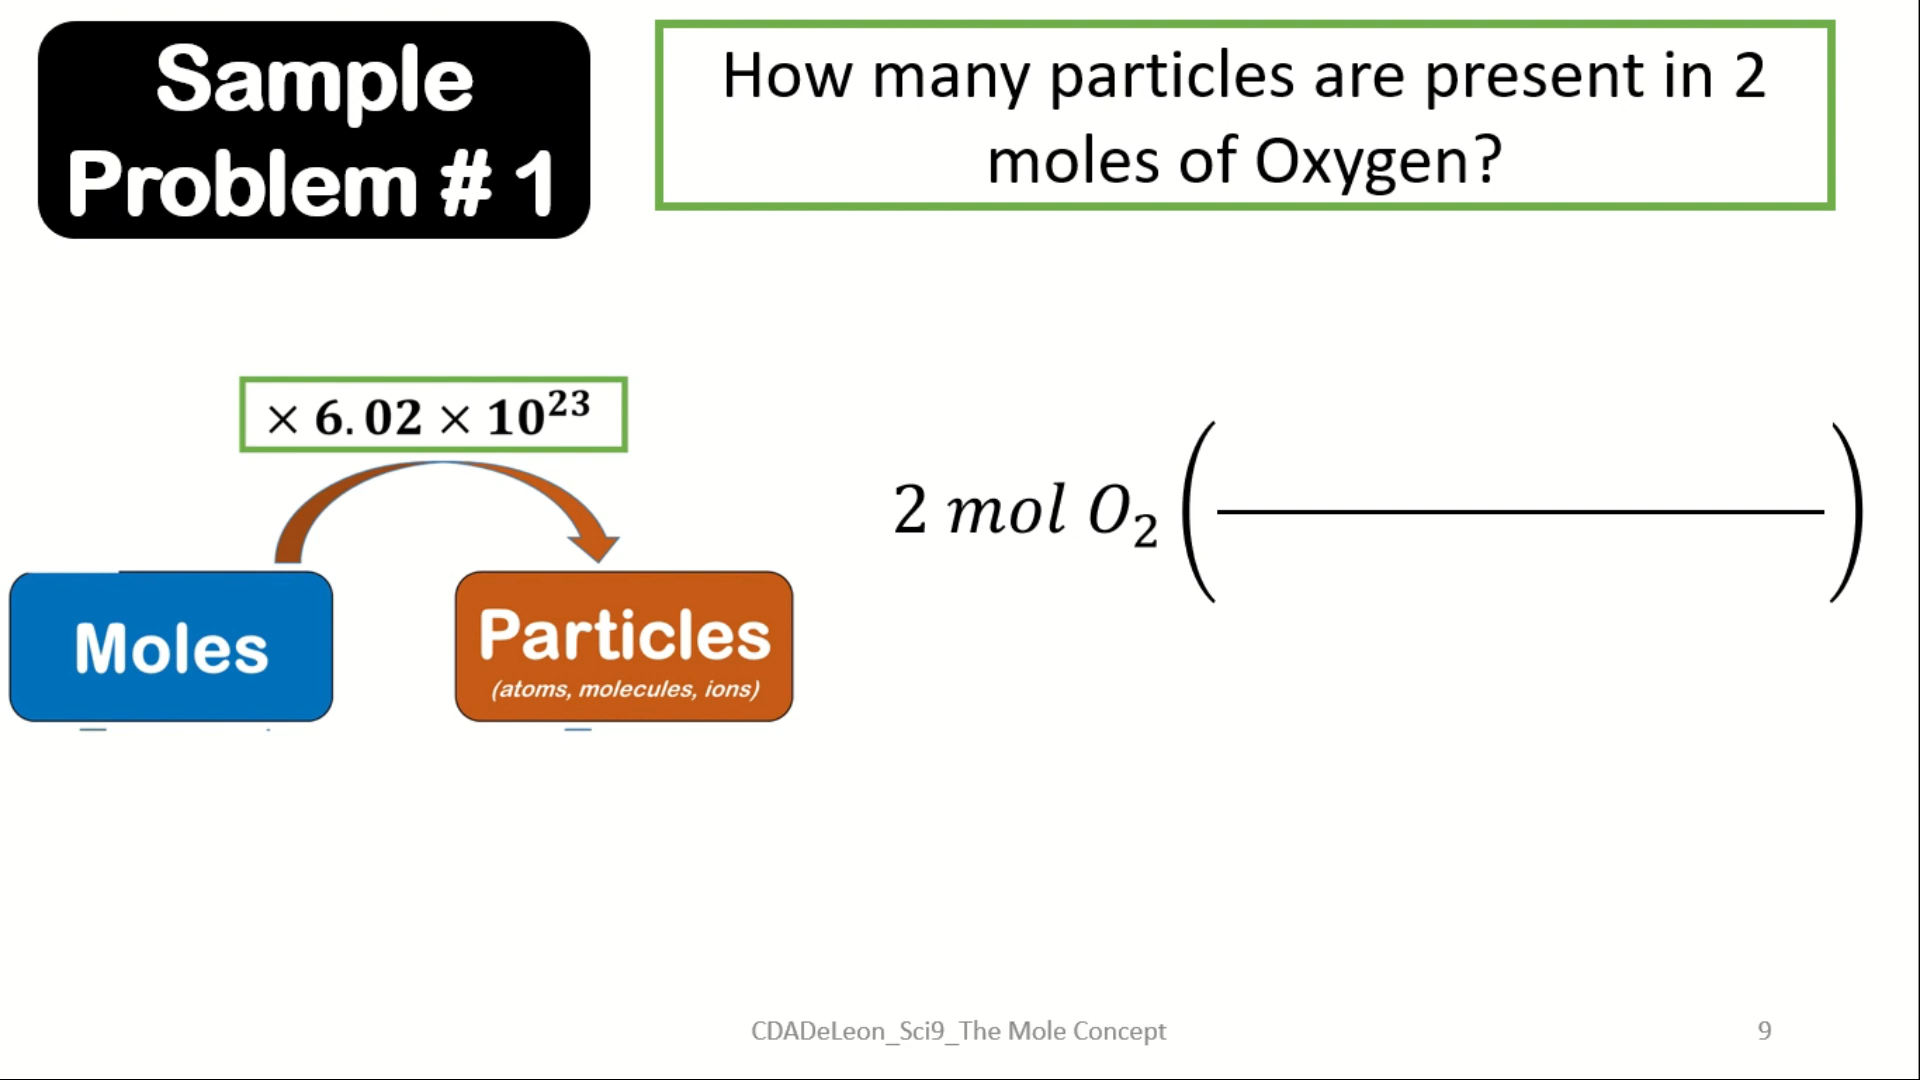 Sample
Problem # 1
How many particles are present in 2
moles of Oxygen?
× 6.02 × 10²³
Moles
Particles
(atoms, molecules, ions)
2 mol O₂ (――――)
CDADeLeon_Sci9_The Mole Concept
9